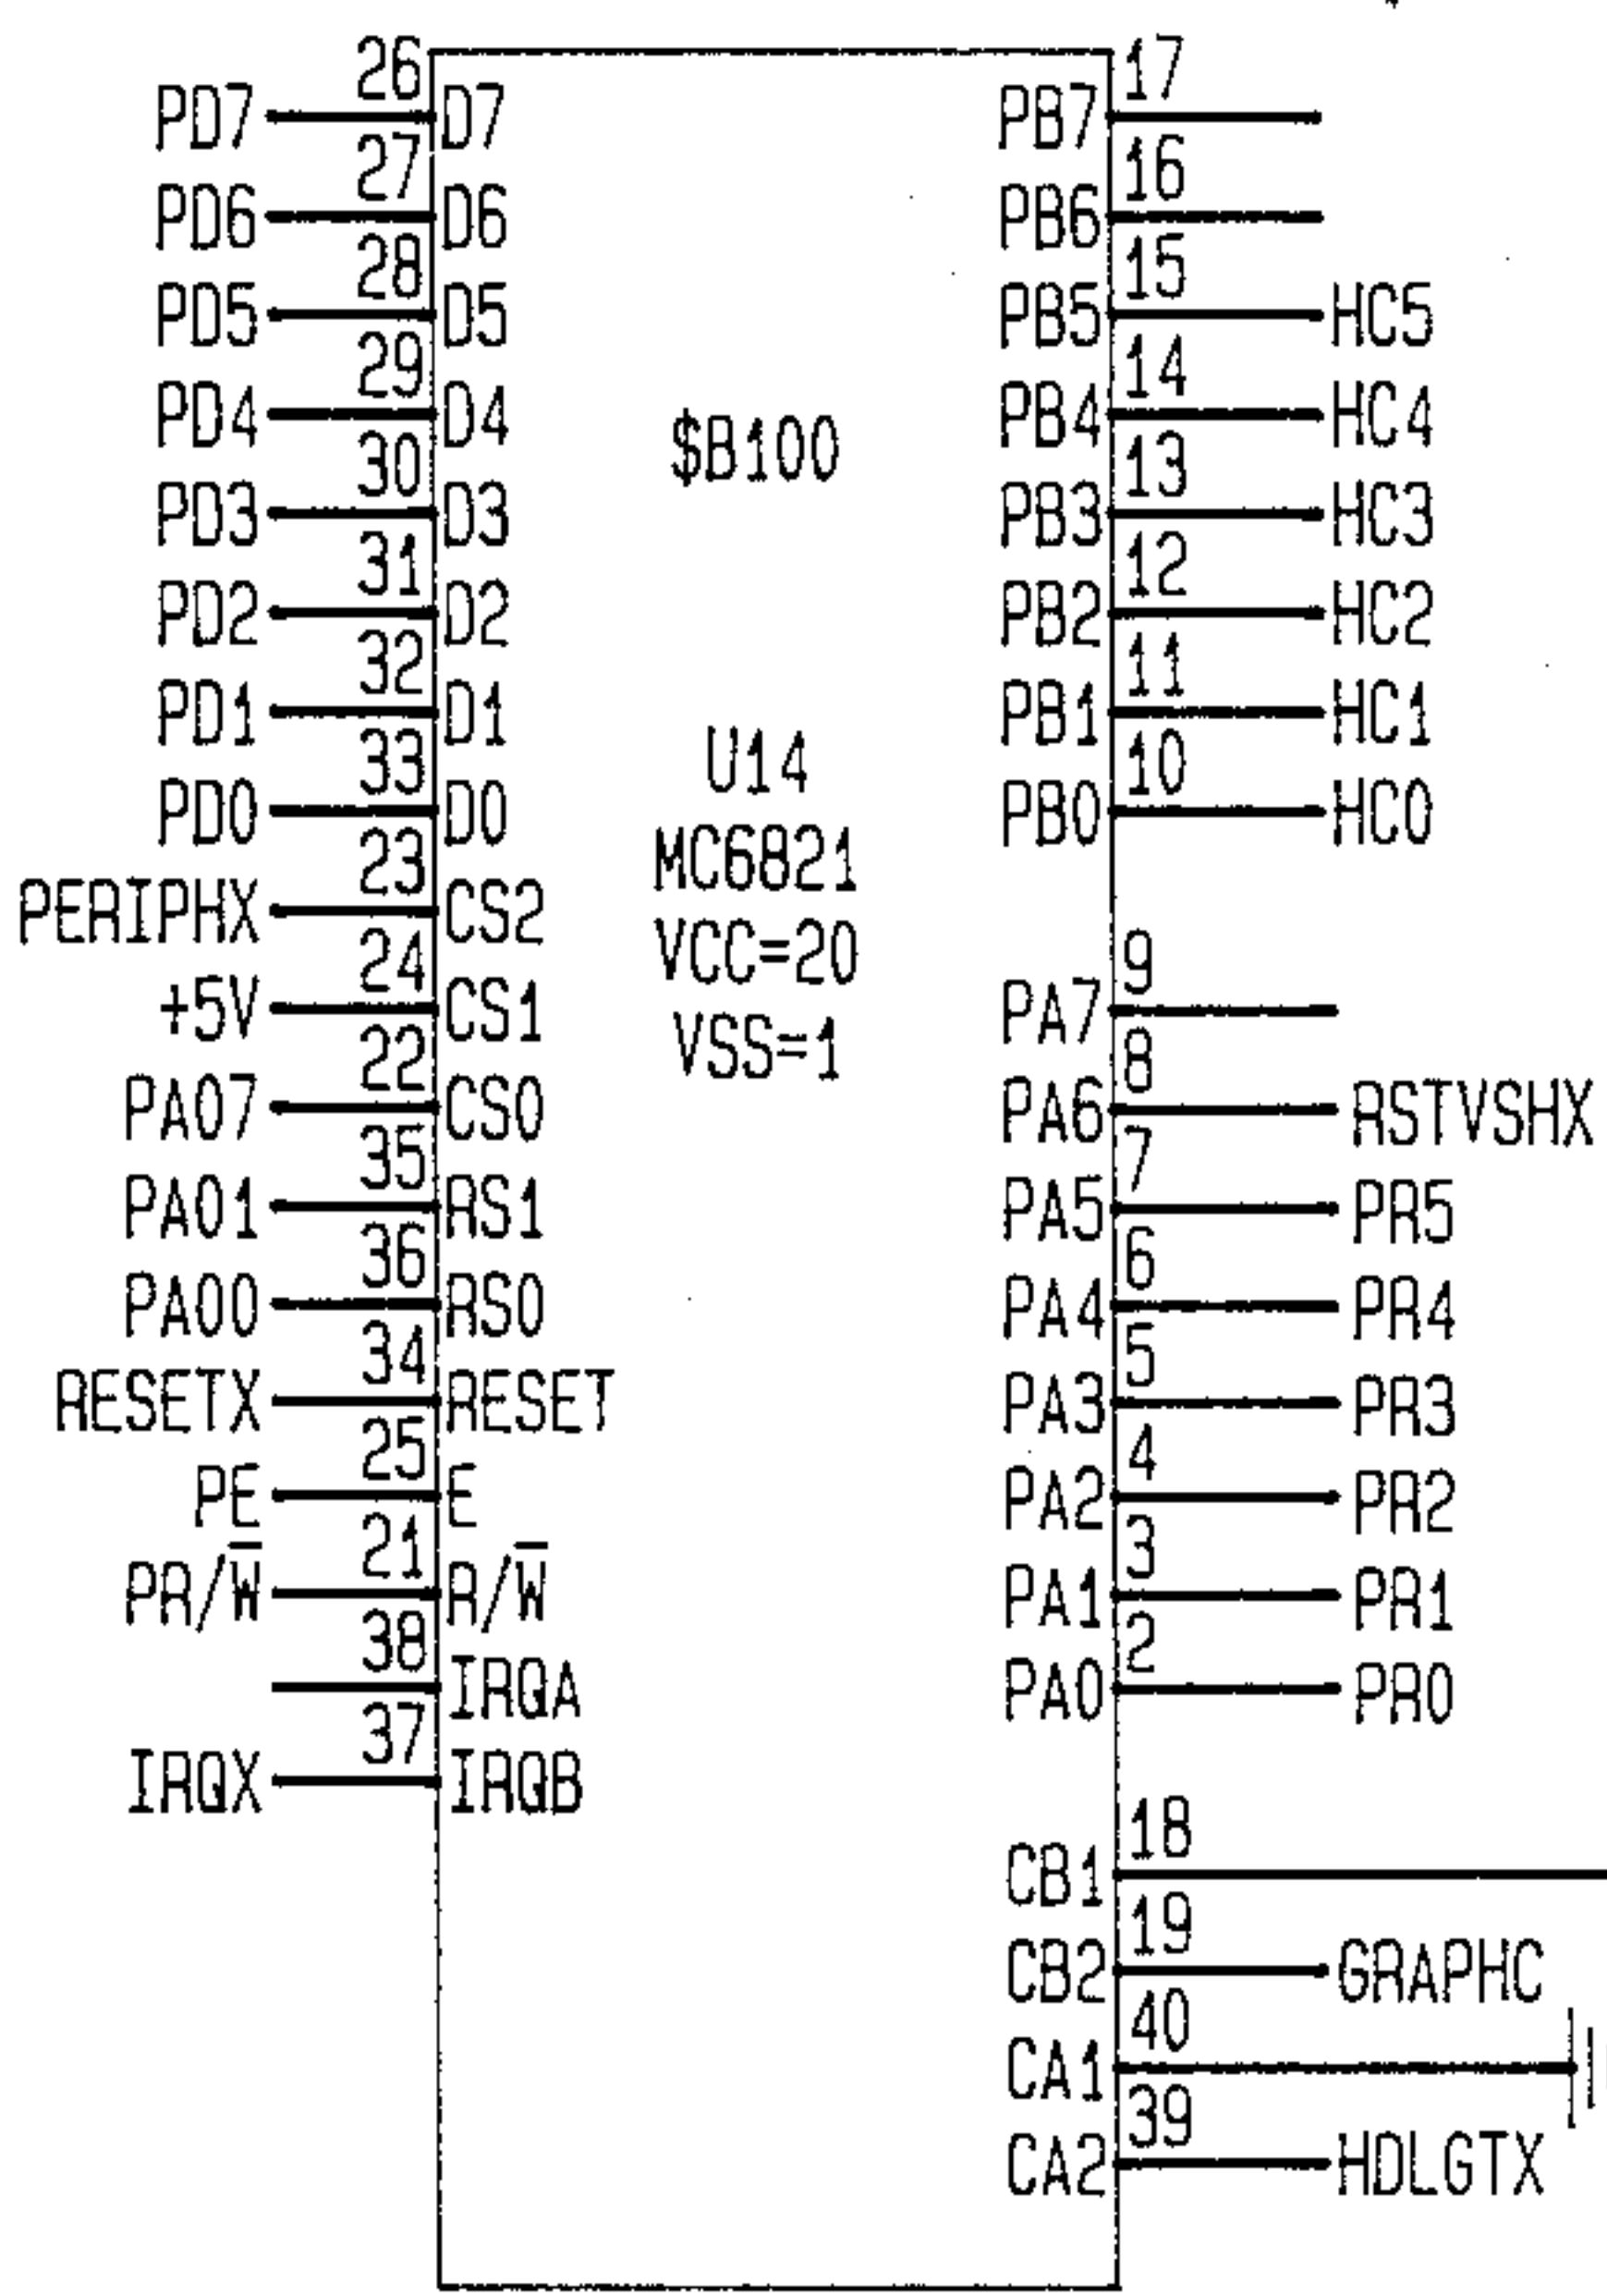 26 17
PD7 D7 PB7
27 16
PD6 D6 PB6
28 15
PD5 D5 PB5 HC5
29 14
PD4 D4 $B100 PB4 HC4
30 13
PD3 D3 PB3 HC3
31 12
PD2 D2 PB2 HC2
32 11
PD1 D1 PB1 HC1
33 U14 10
PD0 D0 PB0 HC0
23 MC6821
PERIPHX CS2
24 VCC=20 9
+5V CS1 PA7
22 VSS=1 8
PA07 CS0 PA6 RSTVSHX
35 7
PA01 RS1 PA5 PR5
36 6
PA00 RS0 PA4 PR4
34 5
RESETX RESET PA3 PR3
25 4
PE E PA2 PR2
21 3
PR/W̅ R/W̅ PA1 PR1
38 2
IRQA PA0 PR0
37
IRQX IRQB
18
CB1
19
CB2 GRAPHC
40
CA1
39
CA2 HDLGTX